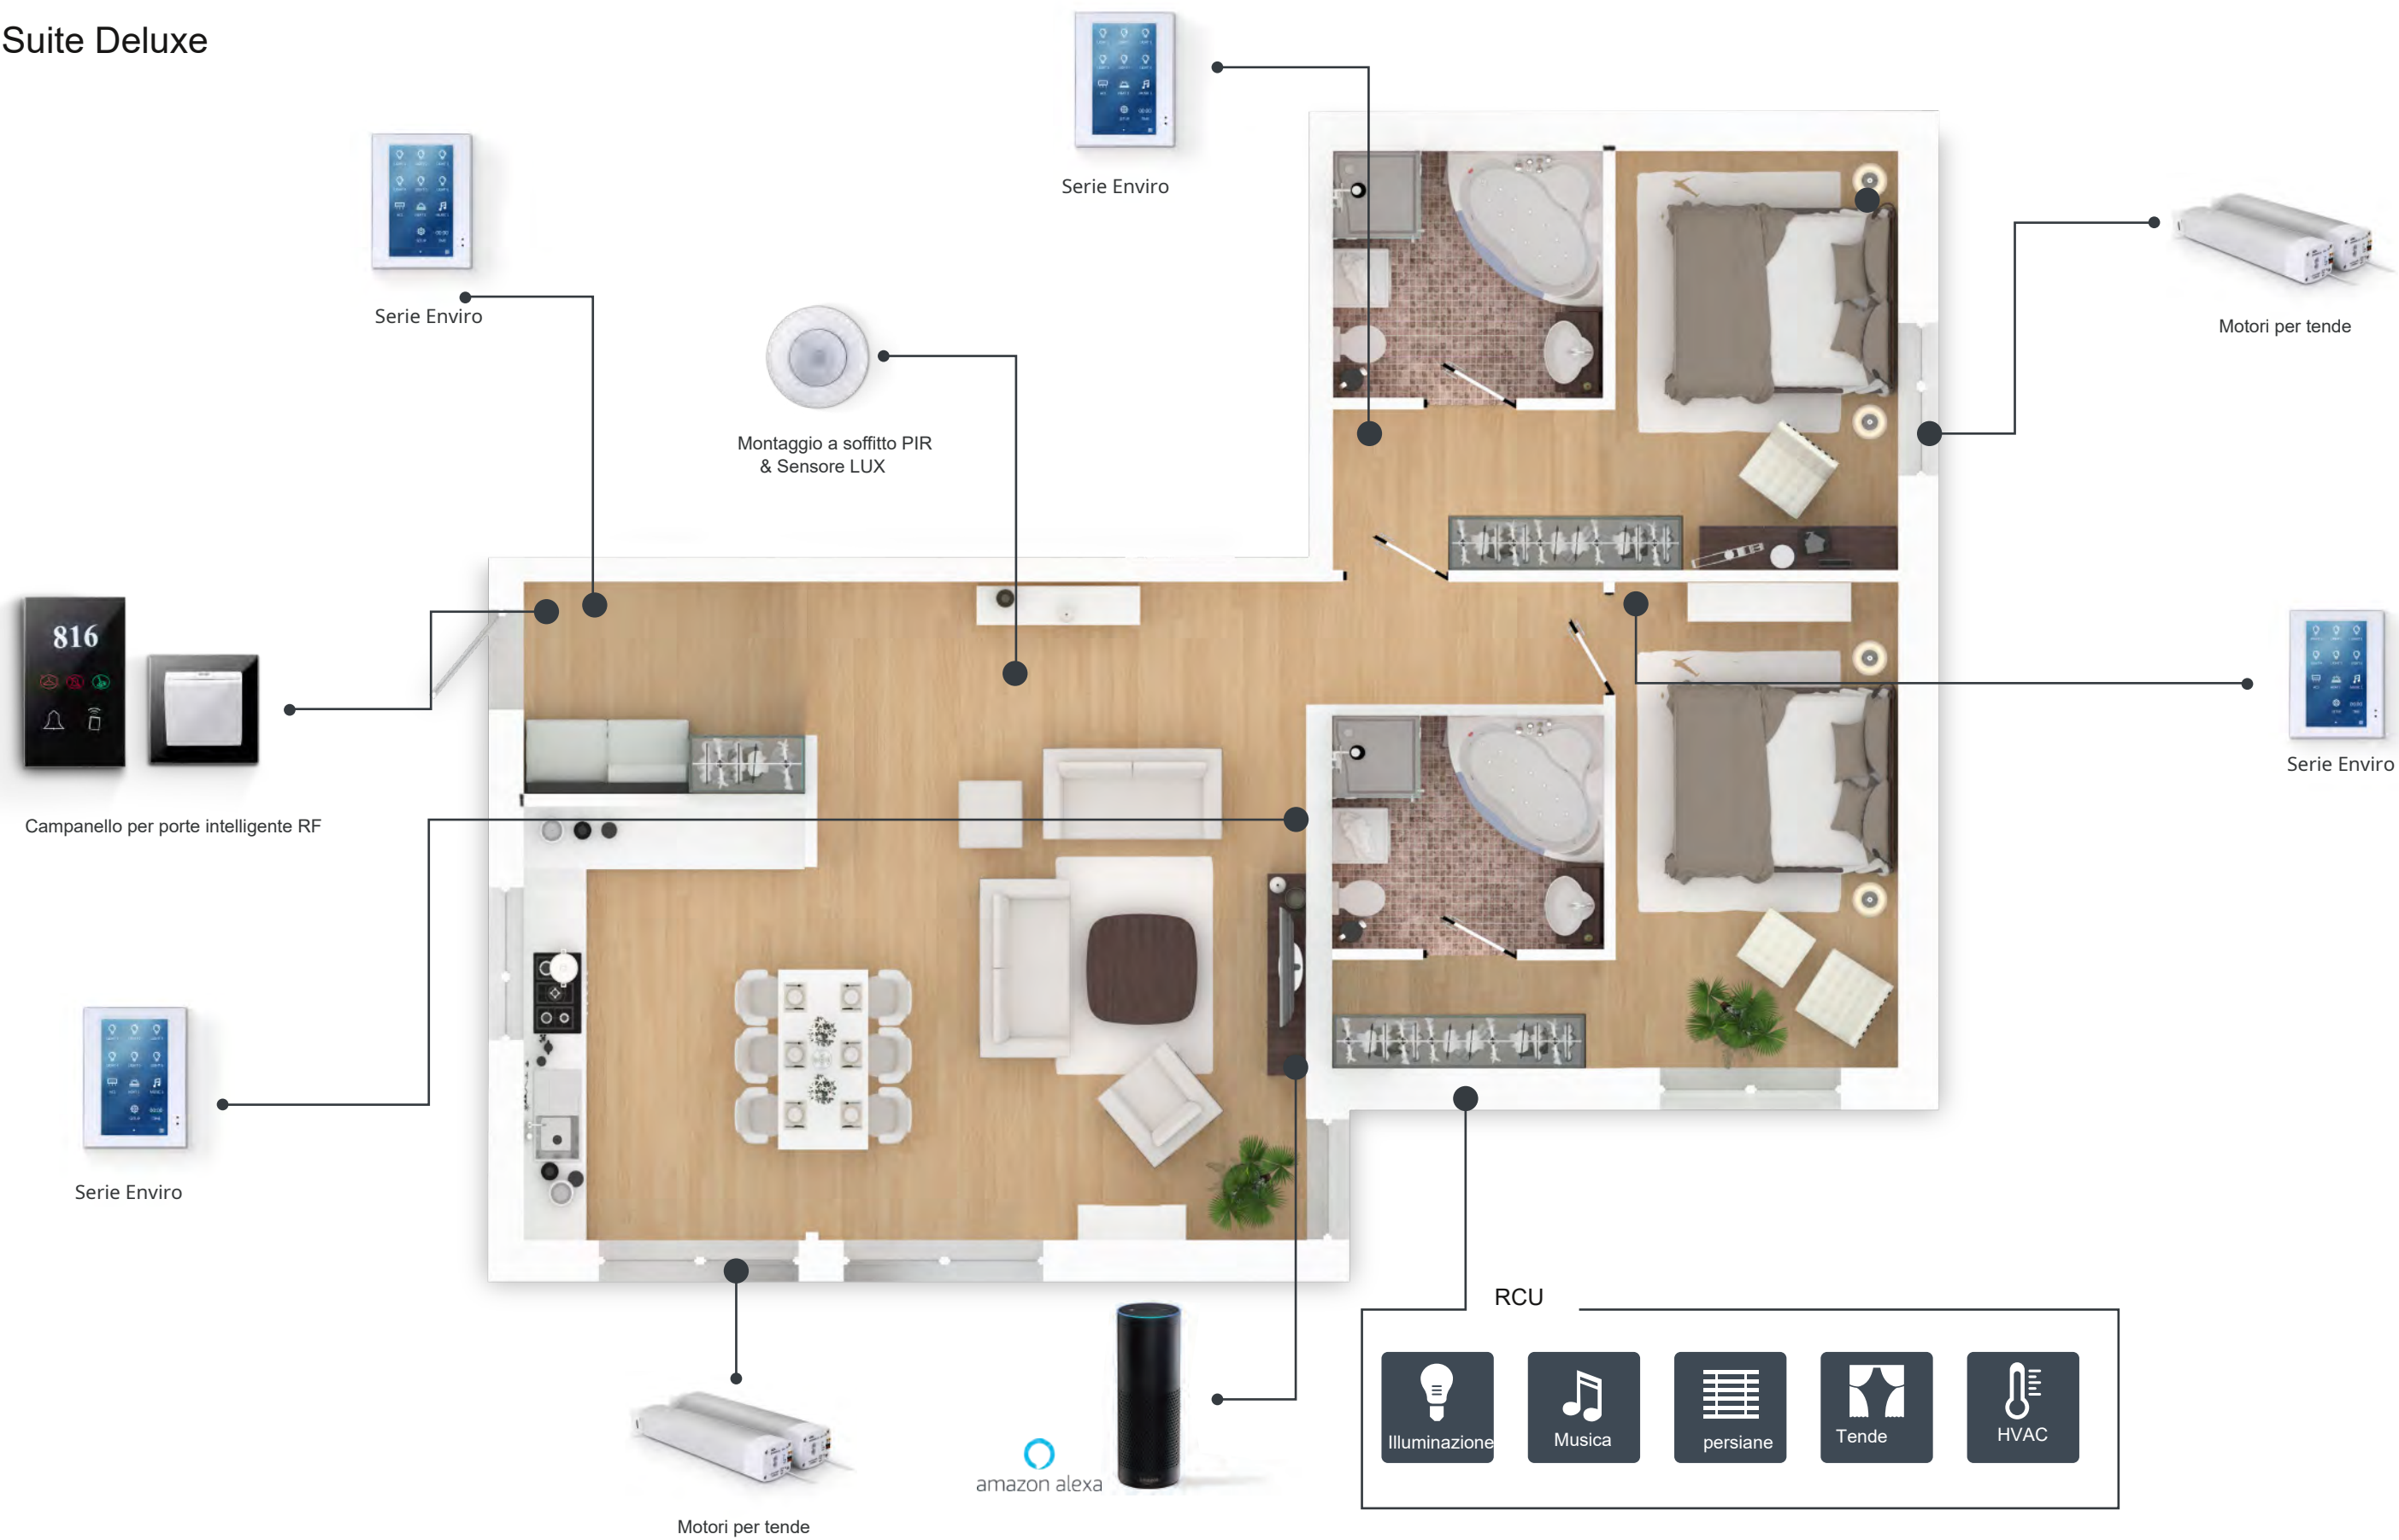 Suite Deluxe
Serie Enviro
Serie Enviro
Montaggio a soffitto PIR
& Sensore LUX
Motori per tende
816
Campanello per porte intelligente RF
Serie Enviro
Serie Enviro
RCU
Illuminazione
Musica
persiane
Tende
HVAC
amazon alexa
Motori per tende